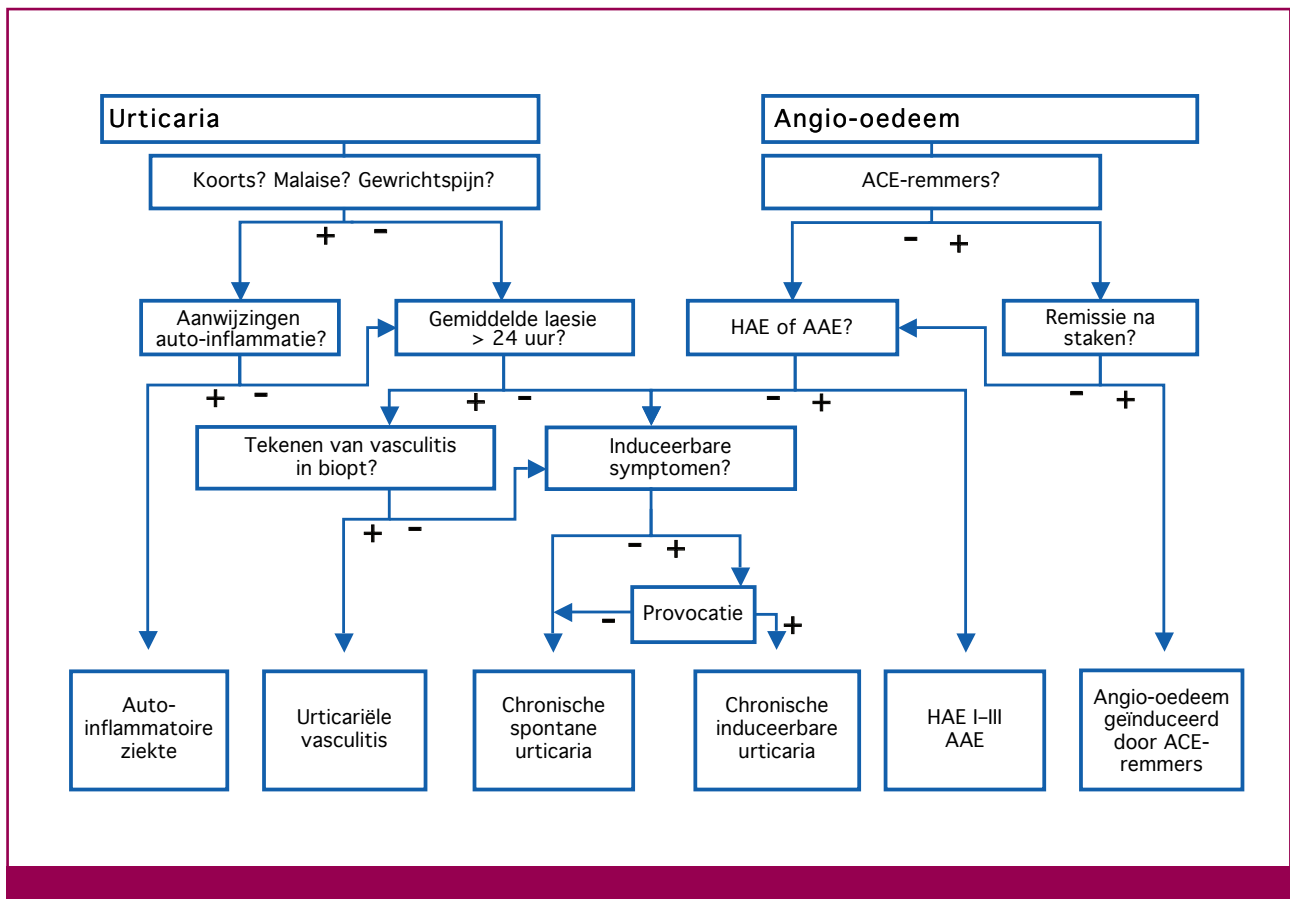 Urticaria
Angio-oedeem
Koorts? Malaise? Gewrichtspijn?
ACE-remmers?
+ -
- +
Aanwijzingen
auto-inflammatie?
Gemiddelde laesie
> 24 uur?
HAE of AAE?
Remissie na
staken?
+ -
+ -
- +
- +
Tekenen van vasculitis
in biopt?
Induceerbare
symptomen?
+ -
- +
Provocatie
-
+
Auto-
inflammatoire
ziekte
Urticariële
vasculitis
Chronische
spontane
urticaria
Chronische
induceerbare
urticaria
HAE I–III
AAE
Angio-oedeem
geïnduceerd
door ACE-
remmers